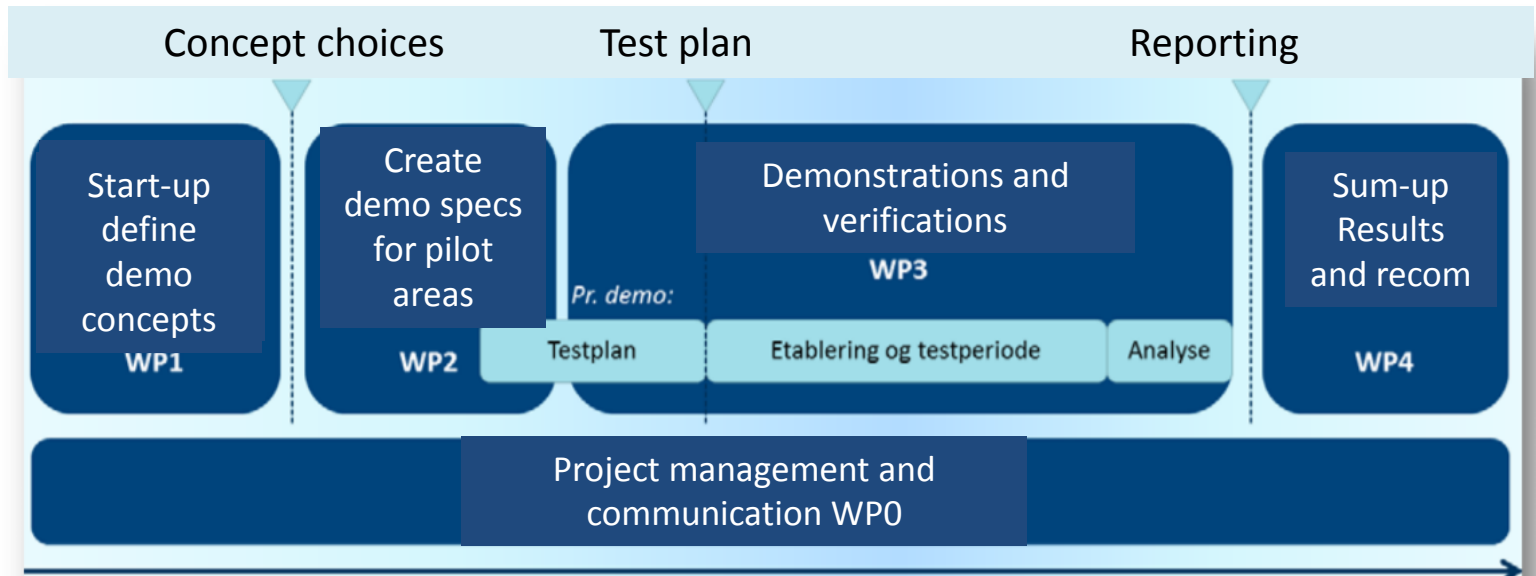 Concept choices
Test plan
Reporting
Start-up
define
demo
concepts
WP1
Create
demo specs
for pilot
areas
WP2
Demonstrations and
verifications
WP3
Pr. demo:
Testplan
Etablering og testperiode
Analyse
Sum-up
Results
and recom
WP4
Project management and
communication WP0